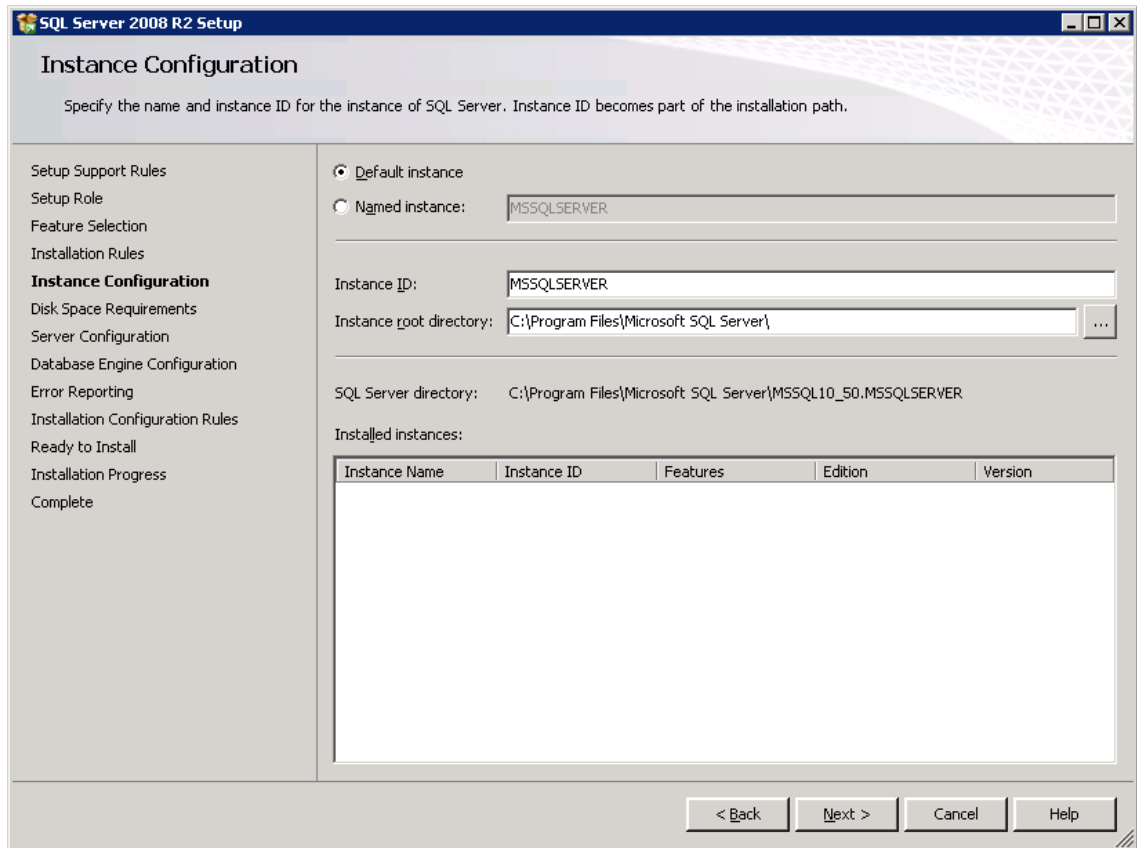 SQL Server 2008 R2 Setup
Instance Configuration
Specify the name and instance ID for the instance of SQL Server. Instance ID becomes part of the installation path.
Setup Support Rules
Setup Role
Feature Selection
Installation Rules
Instance Configuration
Disk Space Requirements
Server Configuration
Database Engine Configuration
Error Reporting
Installation Configuration Rules
Ready to Install
Installation Progress
Complete
Default instance
Named instance: MSSQLSERVER
Instance ID: MSSQLSERVER
Instance root directory: C:\Program Files\Microsoft SQL Server\ ...
SQL Server directory: C:\Program Files\Microsoft SQL Server\MSSQL10_50.MSSQLSERVER
Installed instances:
Instance Name Instance ID Features Edition Version
< Back Next > Cancel Help